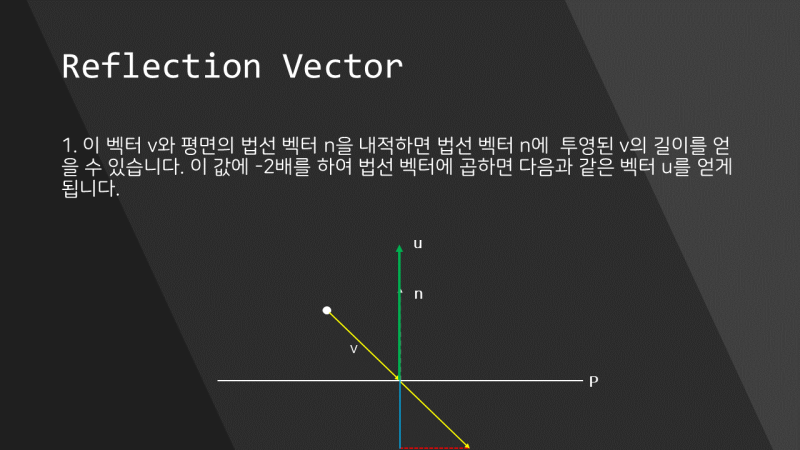 Reflection Vector
1. 이 벡터 v와 평면의 법선 벡터 n을 내적하면 법선 벡터 n에  투영된 v의 길이를 얻
을 수 있습니다. 이 값에 -2배를 하여 법선 벡터에 곱하면 다음과 같은 벡터 u를 얻게
됩니다.
u
n
v
P